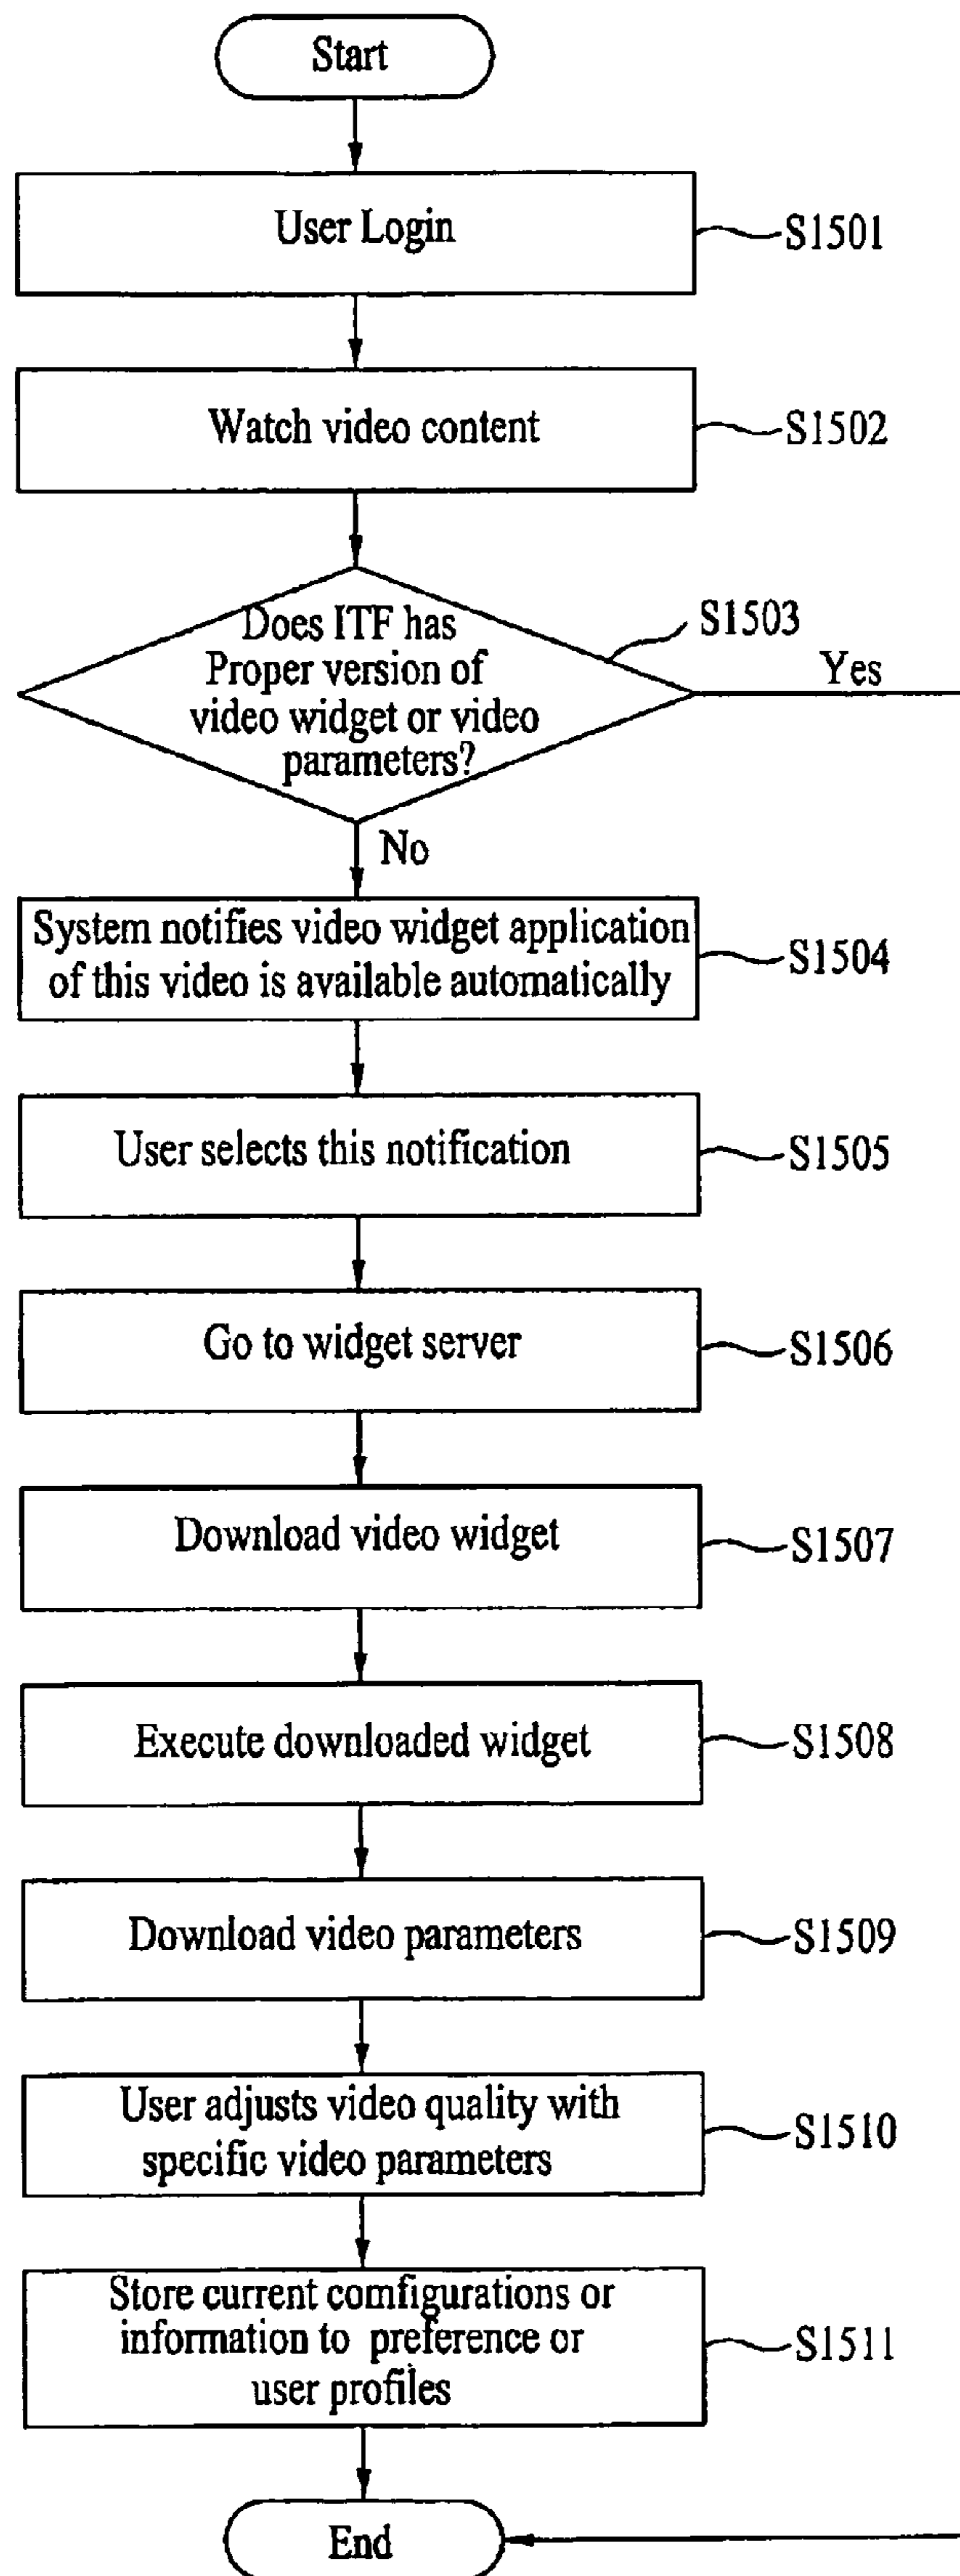 Start
User Login
S1501
Watch video content
S1502
Does ITF has
Proper version of
video widget or video
parameters?
S1503
Yes
No
System notifies video widget application
of this video is available automatically
S1504
User selects this notification
S1505
Go to widget server
S1506
Download video widget
S1507
Execute downloaded widget
S1508
Download video parameters
S1509
User adjusts video quality with
specific video parameters
S1510
Store current comfigurations or
information to preference or
user profiles
S1511
End